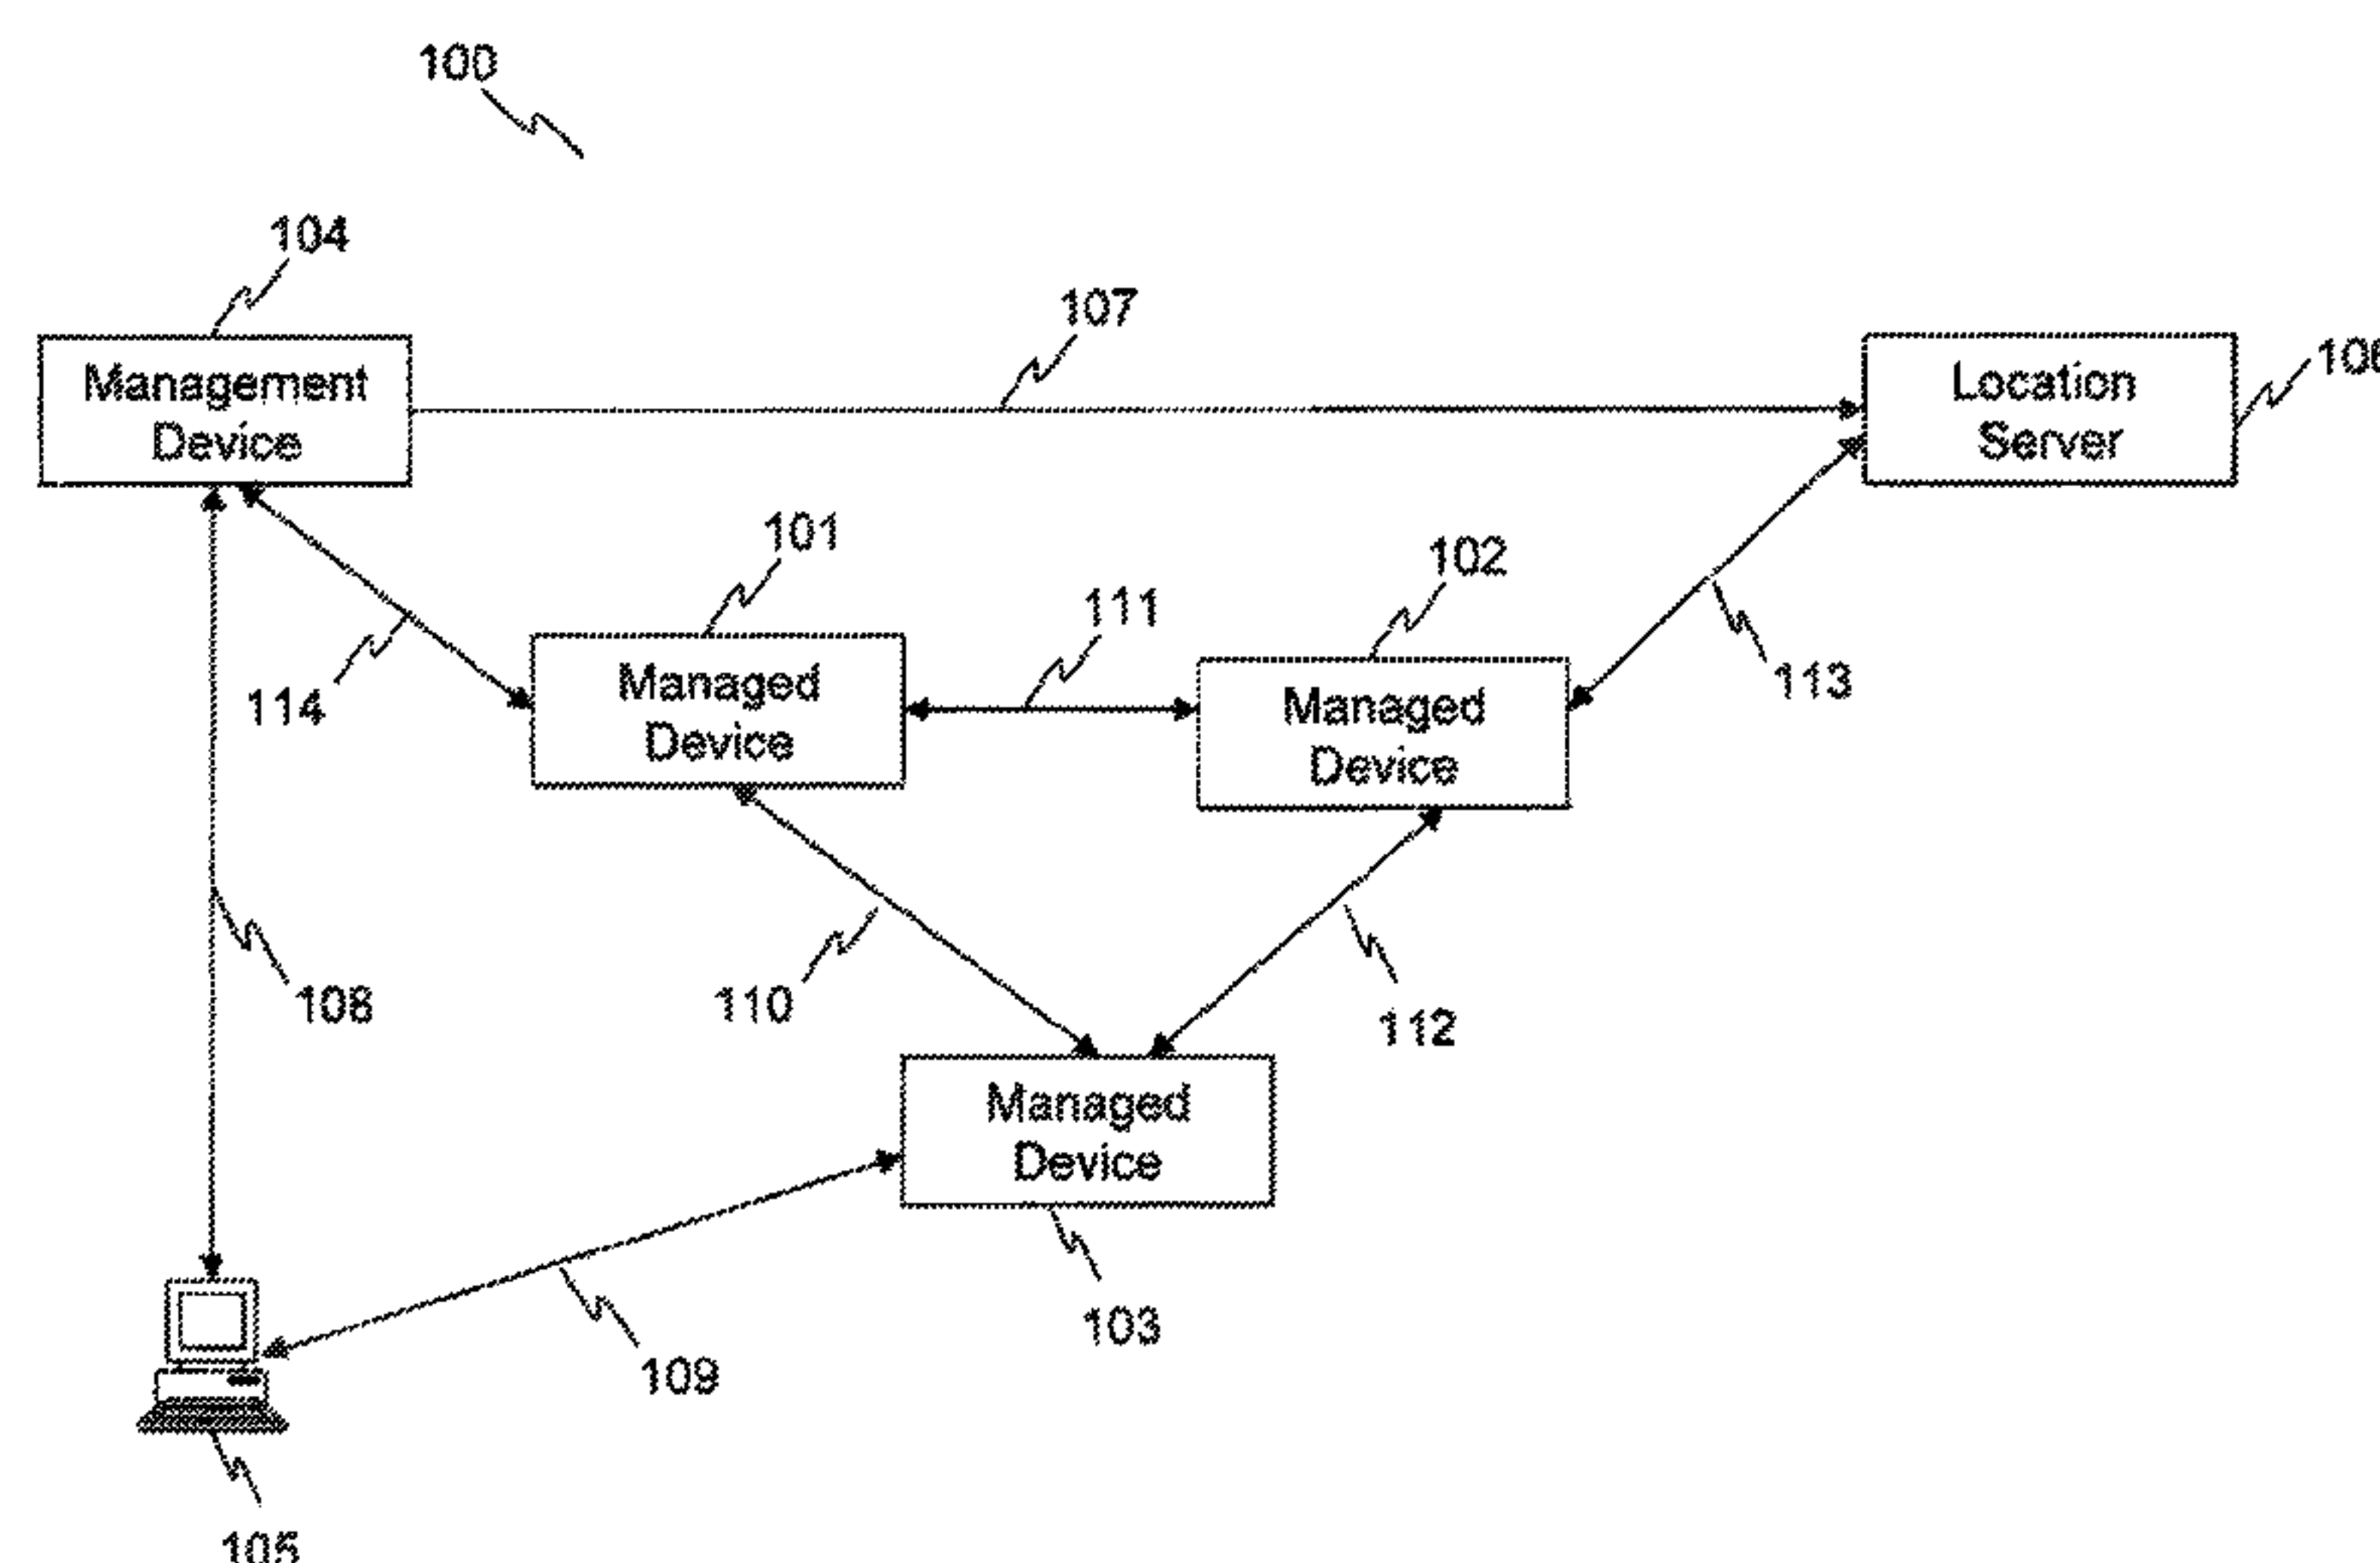 100
104
107
Management
Device
Location
Server
101
102
111
113
114
Managed
Device
Managed
Device
108
110
112
Managed
Device
103
109
105